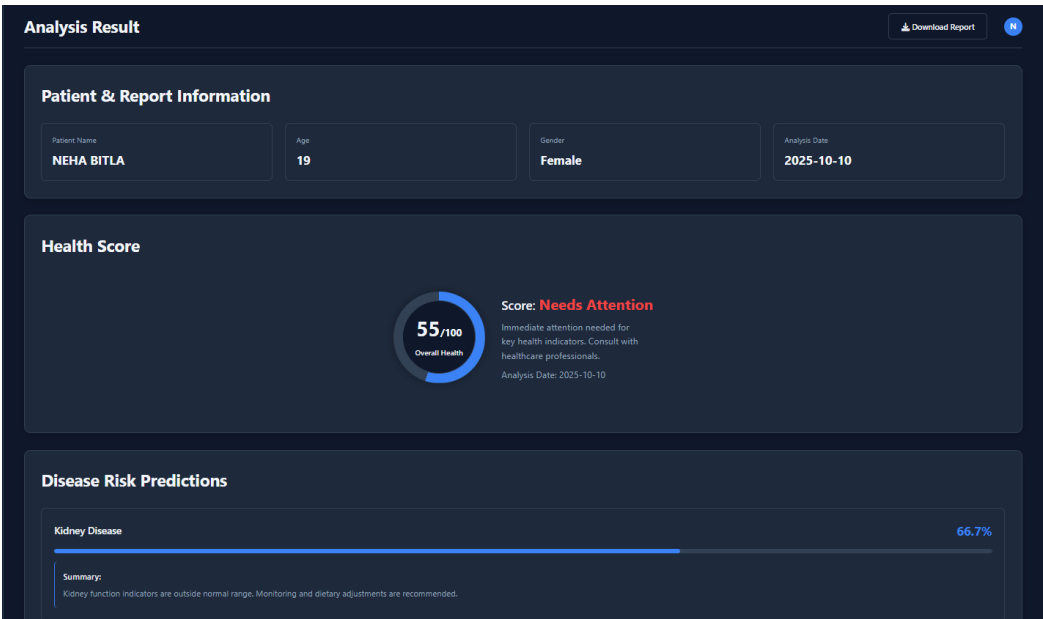 Analysis Result
Download Report
N
Patient & Report Information
Patient Name
NEHA BITLA
Age
19
Gender
Female
Analysis Date
2025-10-10
Health Score
55/100
Overall Health
Score: Needs Attention
Immediate attention needed for
key health indicators. Consult with
healthcare professionals.
Analysis Date: 2025-10-10
Disease Risk Predictions
Kidney Disease
66.7%
Summary:
Kidney function indicators are outside normal range. Monitoring and dietary adjustments are recommended.